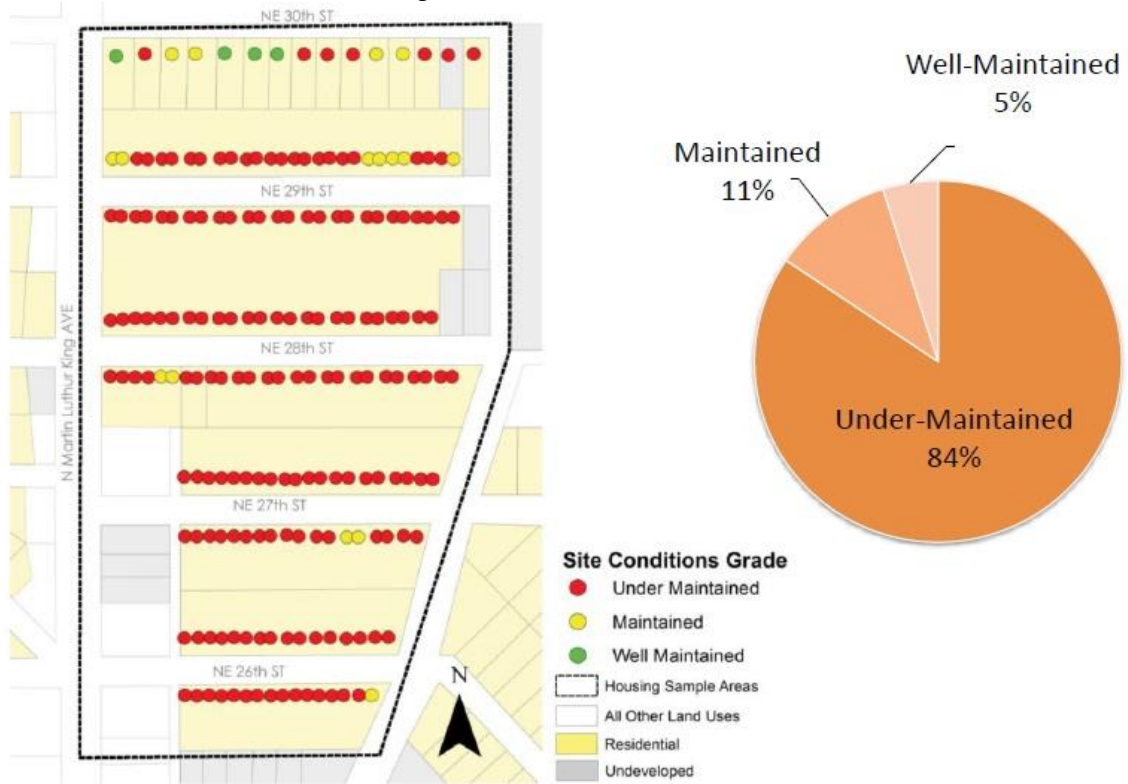 NE 30th ST
NE 29th ST
NE 28th ST
N Martin Luthur King AVE
NE 27th ST
NE 26th ST
N
Well-Maintained
5%
Maintained
11%
Under-Maintained
84%
Site Conditions Grade
Under Maintained
Maintained
Well Maintained
Housing Sample Areas
All Other Land Uses
Residential
Undeveloped